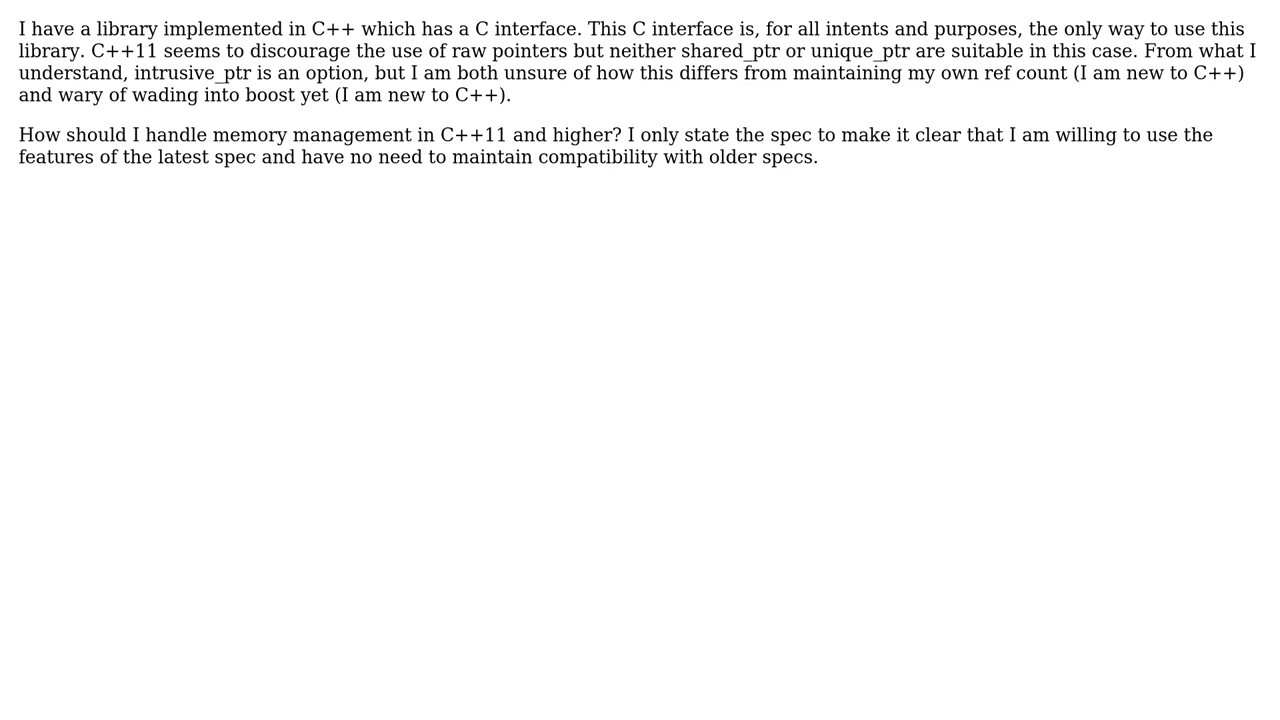 I have a library implemented in C++ which has a C interface. This C interface is, for all intents and purposes, the only way to use this
library. C++11 seems to discourage the use of raw pointers but neither shared_ptr or unique_ptr are suitable in this case. From what I
understand, intrusive_ptr is an option, but I am both unsure of how this differs from maintaining my own ref count (I am new to C++)
and wary of wading into boost yet (I am new to C++).
How should I handle memory management in C++11 and higher? I only state the spec to make it clear that I am willing to use the
features of the latest spec and have no need to maintain compatibility with older specs.